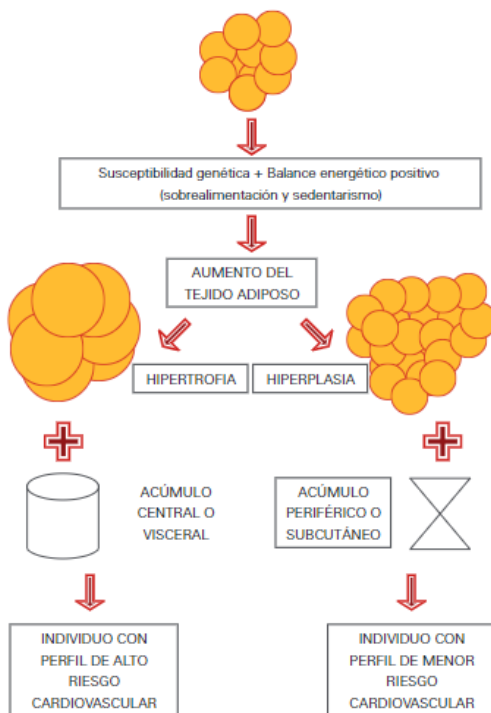 Susceptibilidad genética + Balance energético positivo
(sobrealimentación y sedentarismo)
AUMENTO DEL
TEJIDO ADIPOSO
HIPERTROFIA
HIPERPLASIA
ACÚMULO
CENTRAL O
VISCERAL
ACÚMULO
PERIFÉRICO O
SUBCUTÁNEO
INDIVIDUO CON
PERFIL DE ALTO
RIESGO
CARDIOVASCULAR
INDIVIDUO CON
PERFIL DE MENOR
RIESGO
CARDIOVASCULAR